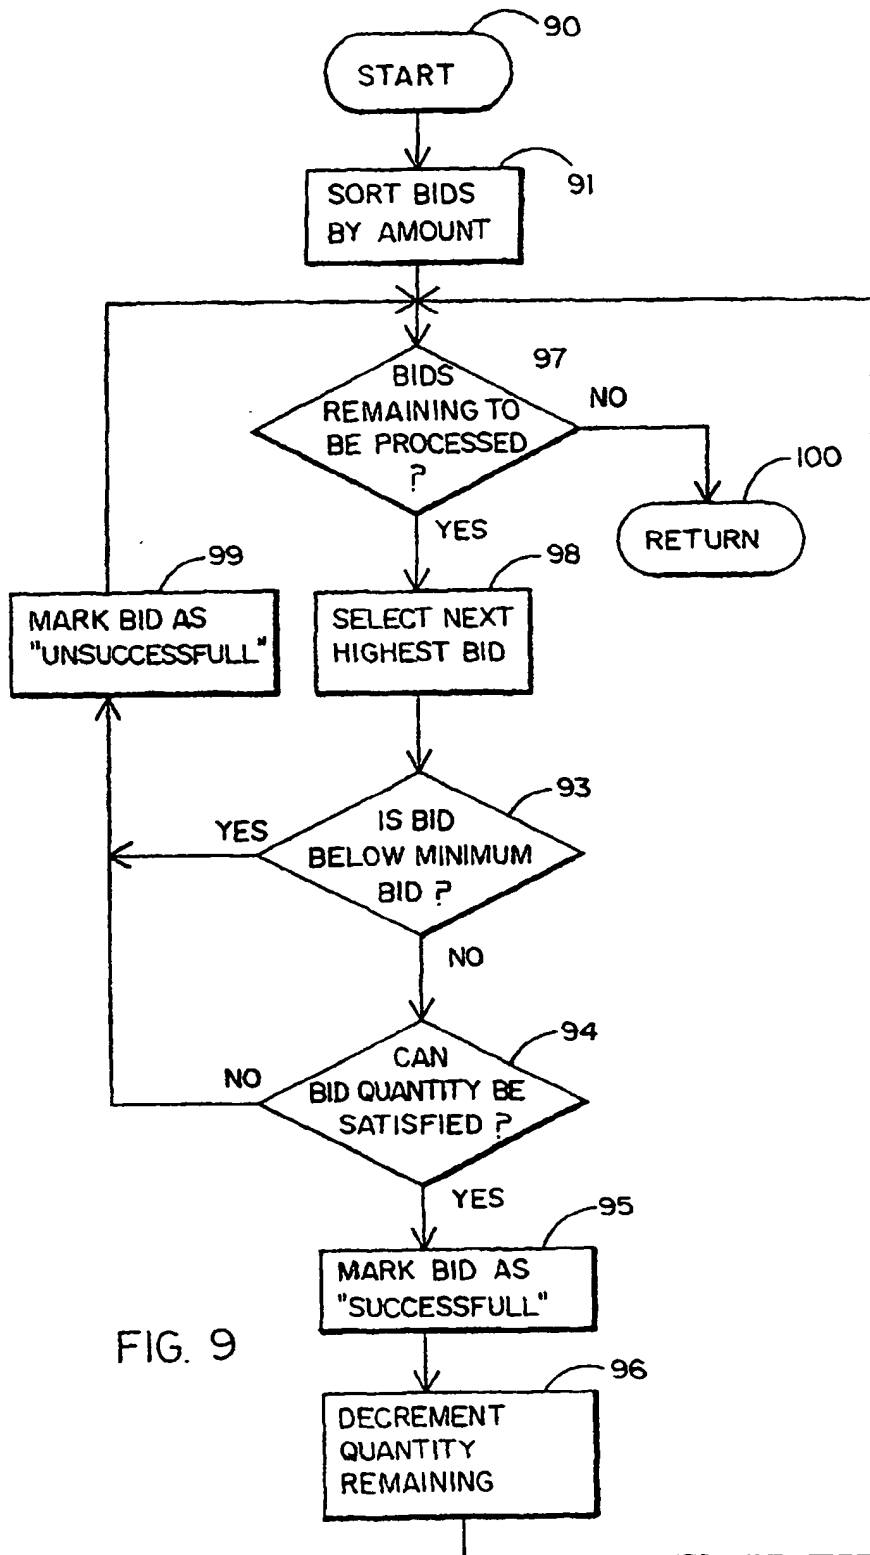 90
START
91
SORT BIDS
BY AMOUNT
97
BIDS
REMAINING TO
BE PROCESSED
?
NO
100
RETURN
YES
99
MARK BID AS
"UNSUCCESSFULL"
98
SELECT NEXT
HIGHEST BID
93
YES
IS BID
BELOW MINIMUM
BID ?
NO
94
NO
CAN
BID QUANTITY BE
SATISFIED ?
YES
95
MARK BID AS
"SUCCESSFULL"
FIG. 9
96
DECREMENT
QUANTITY
REMAINING